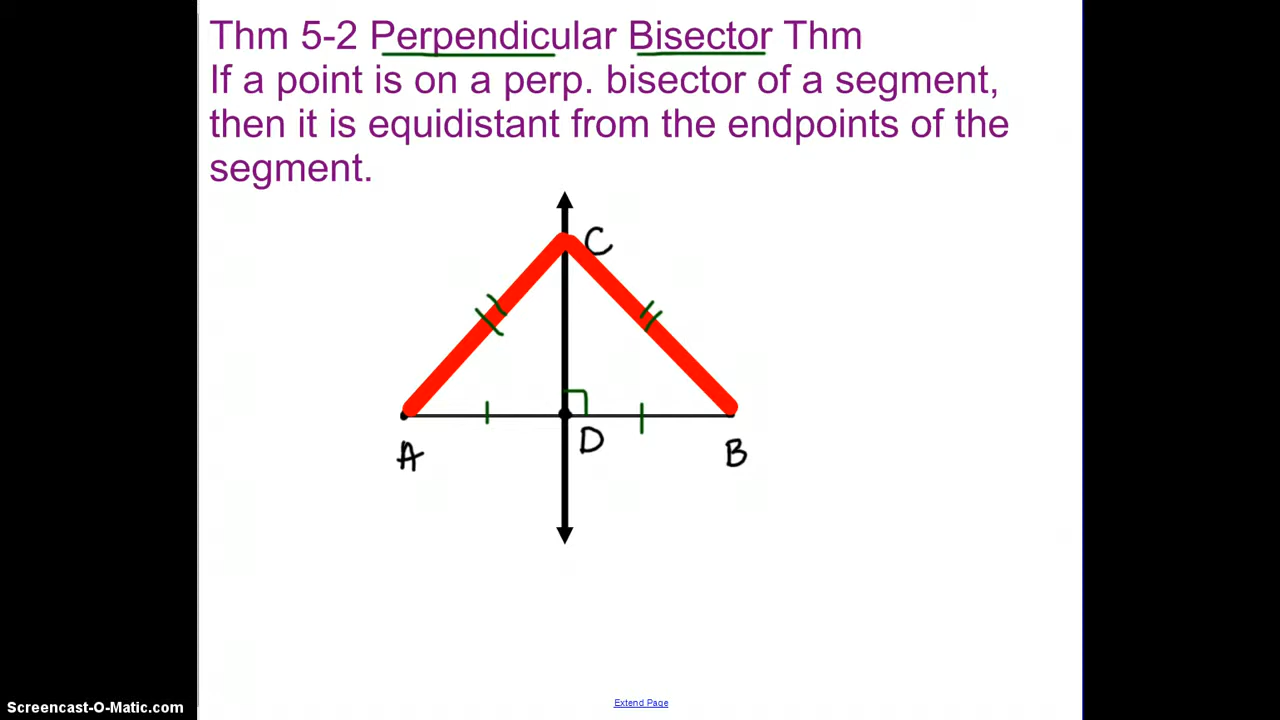 Thm 5-2 Perpendicular Bisector Thm
If a point is on a perp. bisector of a segment,
then it is equidistant from the endpoints of the
segment.
C
D
A
B
Extend Page
Screencast-O-Matic.com